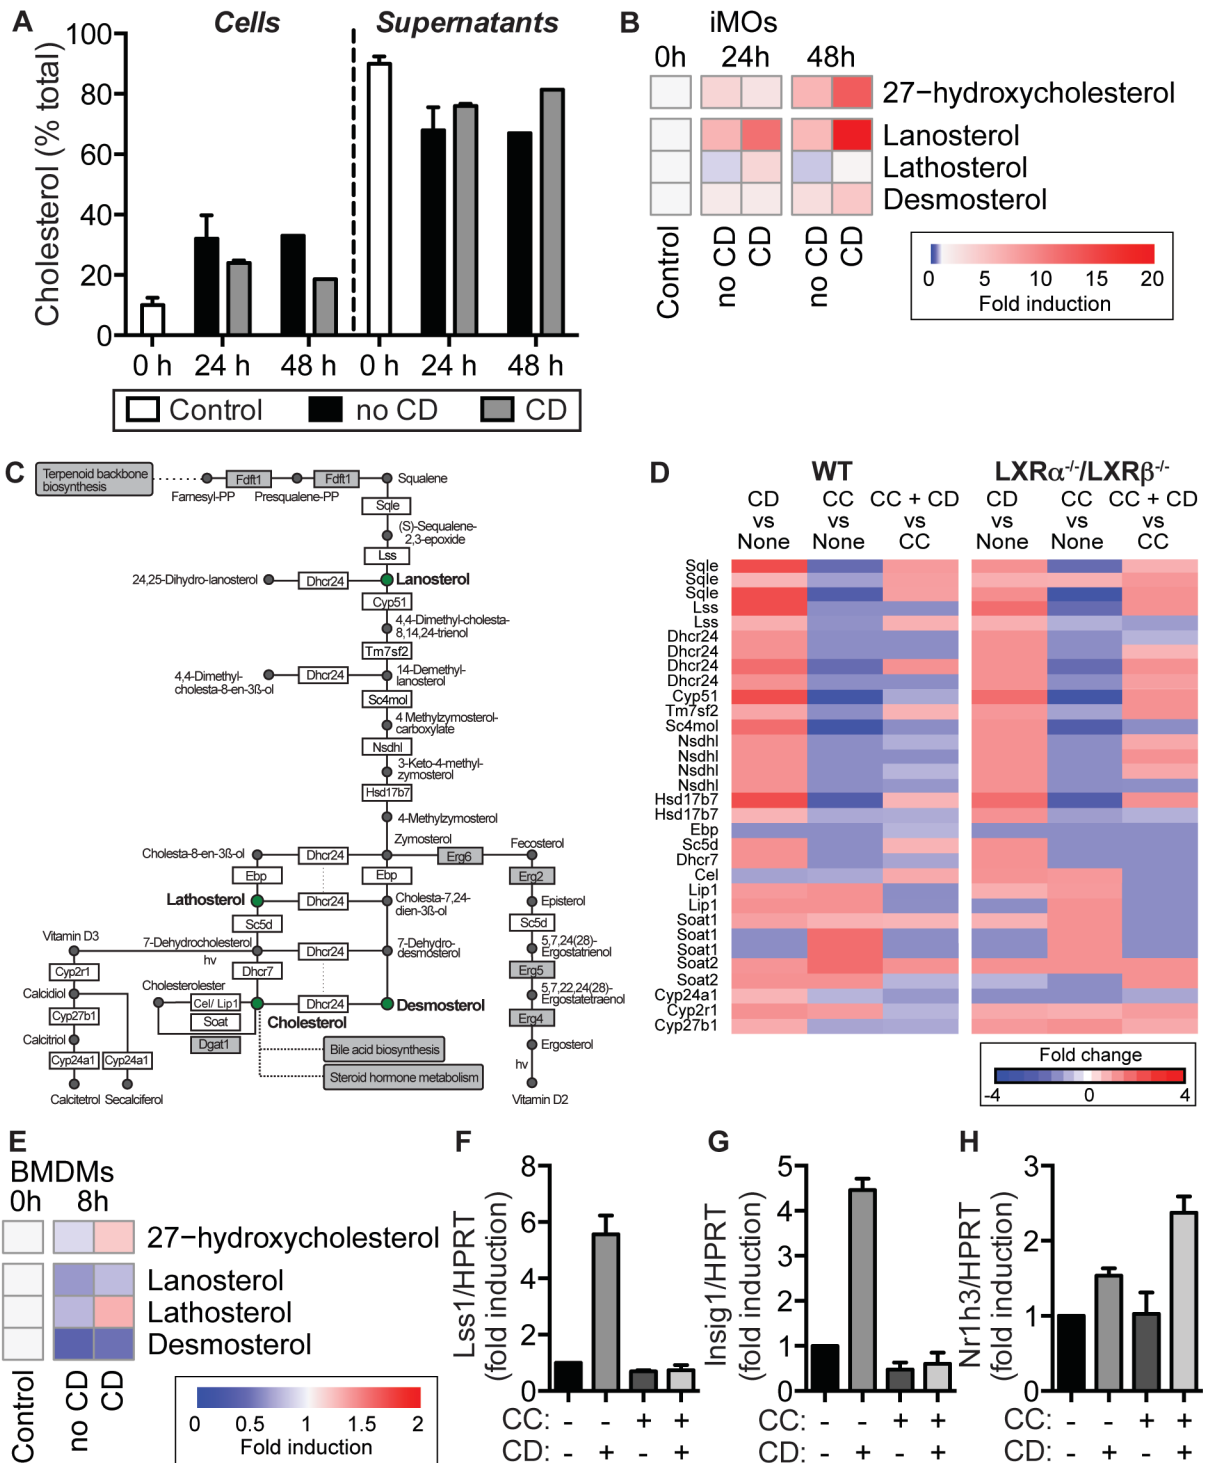 A
Cells
Supernatants
Cholesterol (% total)
100
80
60
40
20
0
0 h
24 h
48 h
0 h
24 h
48 h
Control
no CD
CD
B
iMOs
0h
24h
48h
27−hydroxycholesterol
Lanosterol
Lathosterol
Desmosterol
Control
no CD
CD
no CD
CD
0
5
10
15
20
Fold induction
C
Terpenoid backbone
biosynthesis
Fdft1
Fdft1
Squalene
Farnesyl-PP
Presqualene-PP
Sqle
(S)-Sequalene-
2,3-epoxide
Lss
24,25-Dihydro-lanosterol
Dhcr24
Lanosterol
Cyp51
4,4-Dimethyl-cholesta-
8,14,24-trienol
Tm7sf2
4,4-Dimethyl-
cholesta-8-en-3ß-ol
Dhcr24
14-Demethyl-
lanosterol
Sc4mol
4 Methylzymosterol-
carboxylate
Nsdhl
3-Keto-4-methyl-
zymosterol
Hsd17b7
4-Methylzymosterol
Zymosterol
Fecosterol
Cholesta-8-en-3ß-ol
Dhcr24
Erg6
Ebp
Ebp
Erg2
Lathosterol
Dhcr24
Cholesta-7,24-
dien-3ß-ol
Episterol
Sc5d
Sc5d
Vitamin D3
7-Dehydrocholesterol
hv
Dhcr24
7-Dehydro-
desmosterol
5,7,24(28)-
Ergostatrienol
Cyp2r1
Dhcr7
Erg5
Calcidiol
Cholesterolester
Cel/ Lip1
Dhcr24
Desmosterol
5,7,22,24(28)-
Ergostatetraenol
Cyp27b1
Soat
Cholesterol
Erg4
Calcitriol
Dgat1
Bile acid biosynthesis
Ergosterol
Cyp24a1
Cyp24a1
Steroid hormone metabolism
hv
Calcitetrol
Secalciferol
Vitamin D2
D
WT
LXRα-/-/LXRβ-/-
CD
vs
None
CC
vs
None
CC + CD
vs
CC
CD
vs
None
CC
vs
None
CC + CD
vs
CC
Sqle
Sqle
Sqle
Lss
Lss
Dhcr24
Dhcr24
Dhcr24
Dhcr24
Cyp51
Tm7sf2
Sc4mol
Nsdhl
Nsdhl
Nsdhl
Nsdhl
Hsd17b7
Hsd17b7
Ebp
Sc5d
Dhcr7
Cel
Lip1
Lip1
Soat1
Soat1
Soat1
Soat2
Soat2
Cyp24a1
Cyp2r1
Cyp27b1
Fold change
-4
0
4
E
BMDMs
0h
8h
27−hydroxycholesterol
Lanosterol
Lathosterol
Desmosterol
Control
no CD
CD
0
0.5
1
1.5
2
Fold induction
F
Lss1/HPRT
(fold induction)
8
6
4
2
0
CC:
-
-
+
+
CD:
-
+
-
+
G
Insig1/HPRT
(fold induction)
5
4
3
2
1
0
CC:
-
-
+
+
CD:
-
+
-
+
H
Nr1h3/HPRT
(fold induction)
3
2
1
0
CC:
-
-
+
+
CD:
-
+
-
+